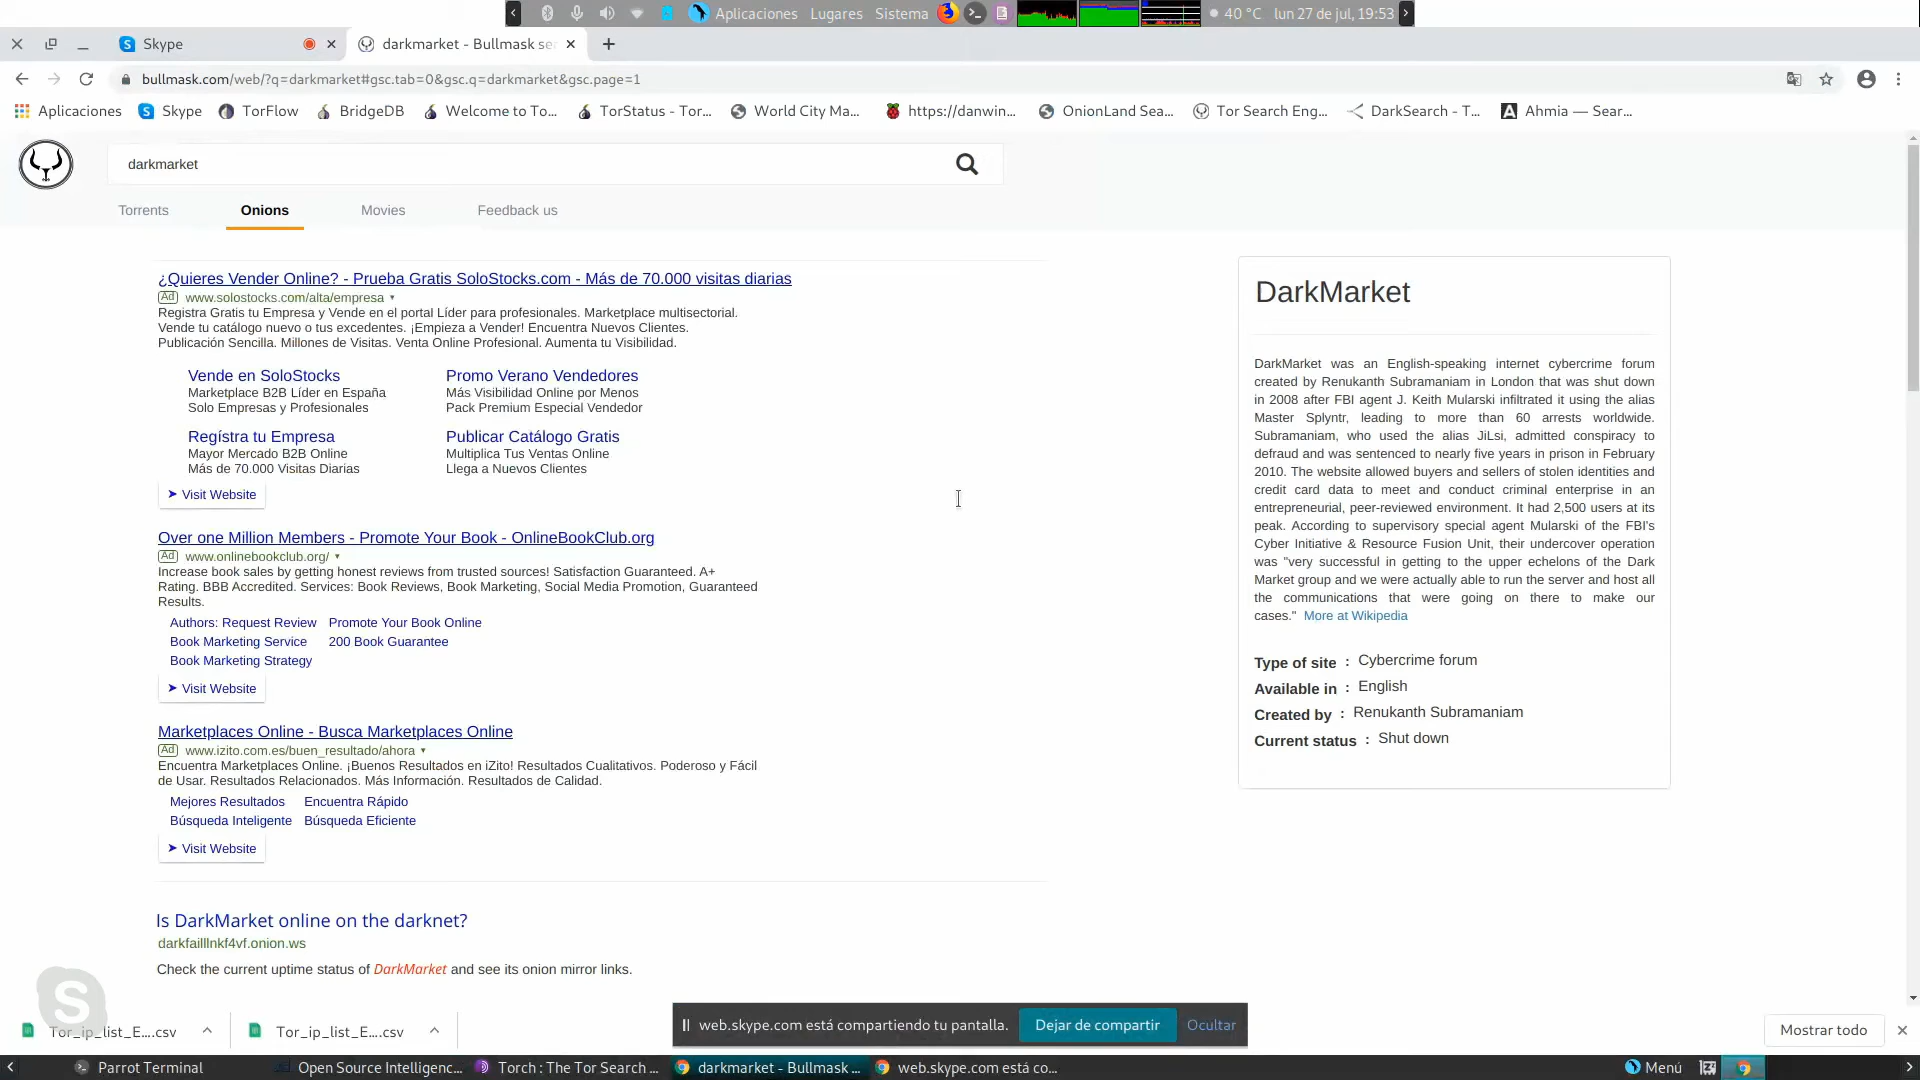 Aplicaciones Lugares Sistema 40 °C lun 27 de jul, 19:53
Skype darkmarket - Bullmask se
bullmask.com/web/?q=darkmarket#gsc.tab=0&gsc.q=darkmarket&gsc.page=1
Aplicaciones Skype TorFlow BridgeDB Welcome to To... TorStatus - Tor... World City Ma... https://danwin... OnionLand Sea... Tor Search Eng... DarkSearch - T... Ahmia — Sear...
darkmarket
Torrents Onions Movies Feedback us
¿Quieres Vender Online? - Prueba Gratis SoloStocks.com - Más de 70.000 visitas diarias
Ad www.solostocks.com/alta/empresa
Registra Gratis tu Empresa y Vende en el portal Líder para profesionales. Marketplace multisectorial.
Vende tu catálogo nuevo o tus excedentes. ¡Empieza a Vender! Encuentra Nuevos Clientes.
Publicación Sencilla. Millones de Visitas. Venta Online Profesional. Aumenta tu Visibilidad.
Vende en SoloStocks
Marketplace B2B Líder en España
Solo Empresas y Profesionales
Promo Verano Vendedores
Más Visibilidad Online por Menos
Pack Premium Especial Vendedor
Regístra tu Empresa
Mayor Mercado B2B Online
Más de 70.000 Visitas Diarias
Publicar Catálogo Gratis
Multiplica Tus Ventas Online
Llega a Nuevos Clientes
➤ Visit Website
Over one Million Members - Promote Your Book - OnlineBookClub.org
Ad www.onlinebookclub.org/
Increase book sales by getting honest reviews from trusted sources! Satisfaction Guaranteed. A+
Rating. BBB Accredited. Services: Book Reviews, Book Marketing, Social Media Promotion, Guaranteed
Results.
Authors: Request Review Promote Your Book Online
Book Marketing Service 200 Book Guarantee
Book Marketing Strategy
➤ Visit Website
Marketplaces Online - Busca Marketplaces Online
Ad www.izito.com.es/buen_resultado/ahora
Encuentra Marketplaces Online. ¡Buenos Resultados en iZito! Resultados Cualitativos. Poderoso y Fácil
de Usar. Resultados Relacionados. Más Información. Resultados de Calidad.
Mejores Resultados Encuentra Rápido
Búsqueda Inteligente Búsqueda Eficiente
➤ Visit Website
Is DarkMarket online on the darknet?
darkfailllnkf4vf.onion.ws
Check the current uptime status of DarkMarket and see its onion mirror links.
DarkMarket
DarkMarket was an English-speaking internet cybercrime forum
created by Renukanth Subramaniam in London that was shut down
in 2008 after FBI agent J. Keith Mularski infiltrated it using the alias
Master Splyntr, leading to more than 60 arrests worldwide.
Subramaniam, who used the alias JiLsi, admitted conspiracy to
defraud and was sentenced to nearly five years in prison in February
2010. The website allowed buyers and sellers of stolen identities and
credit card data to meet and conduct criminal enterprise in an
entrepreneurial, peer-reviewed environment. It had 2,500 users at its
peak. According to supervisory special agent Mularski of the FBI's
Cyber Initiative & Resource Fusion Unit, their undercover operation
was "very successful in getting to the upper echelons of the Dark
Market group and we were actually able to run the server and host all
the communications that were going on there to make our
cases." More at Wikipedia
Type of site : Cybercrime forum
Available in : English
Created by : Renukanth Subramaniam
Current status : Shut down
Tor_ip_list_E....csv Tor_ip_list_E....csv
web.skype.com está compartiendo tu pantalla. Dejar de compartir Ocultar
Mostrar todo
Parrot Terminal Open Source Intelligenc... Torch : The Tor Search ... darkmarket - Bullmask ... web.skype.com está co... Menú